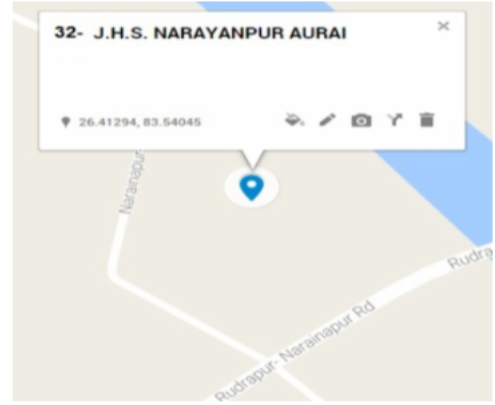 32- J.H.S. NARAYANPUR AURAI
26.41294, 83.54045
Narainapur
Rudra
Rudrapur- Narainapur Rd